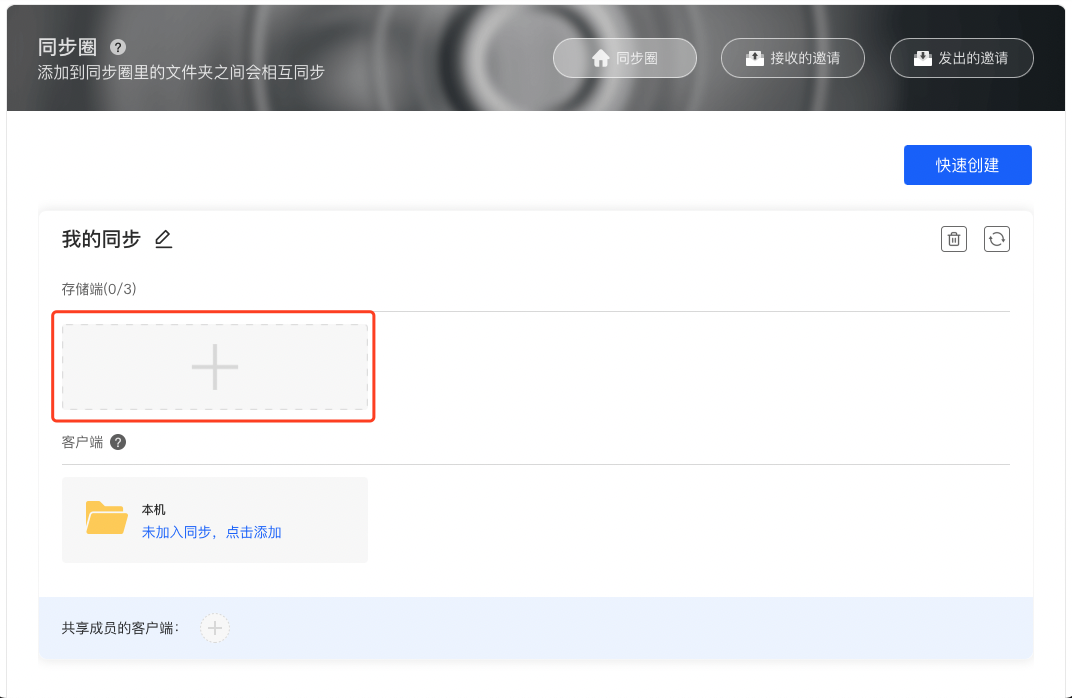 同步圈 ?
添加到同步圈里的文件夹之间会相互同步
同步圈
接收的邀请
发出的邀请
快速创建
我的同步
存储端(0/3)
客户端 ?
本机
未加入同步，点击添加
共享成员的客户端：